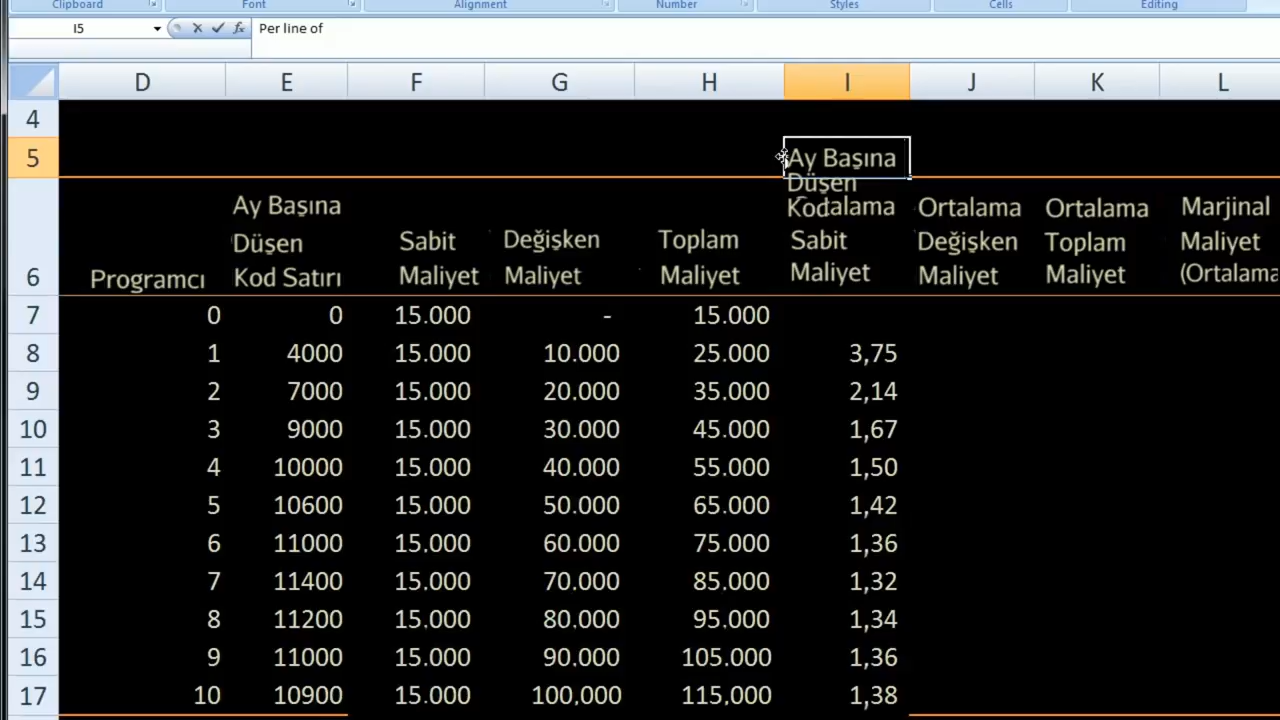 Clipboard Font Alignment Number Styles Cells Editing
I5 fx Per line of
D E F G H I J K L
4
5 Ay Başına
Düşen
Kod
Ay Başına talama Ortalama Ortalama Marjinal
Düşen Sabit Değişken Toplam Sabit Değişken Toplam Maliyet
6 Programcı Kod Satırı Maliyet Maliyet Maliyet Maliyet Maliyet Maliyet (Ortalama
7 0 0 15.000 - 15.000
8 1 4000 15.000 10.000 25.000 3,75
9 2 7000 15.000 20.000 35.000 2,14
10 3 9000 15.000 30.000 45.000 1,67
11 4 10000 15.000 40.000 55.000 1,50
12 5 10600 15.000 50.000 65.000 1,42
13 6 11000 15.000 60.000 75.000 1,36
14 7 11400 15.000 70.000 85.000 1,32
15 8 11200 15.000 80.000 95.000 1,34
16 9 11000 15.000 90.000 105.000 1,36
17 10 10900 15.000 100,000 115,000 1,38